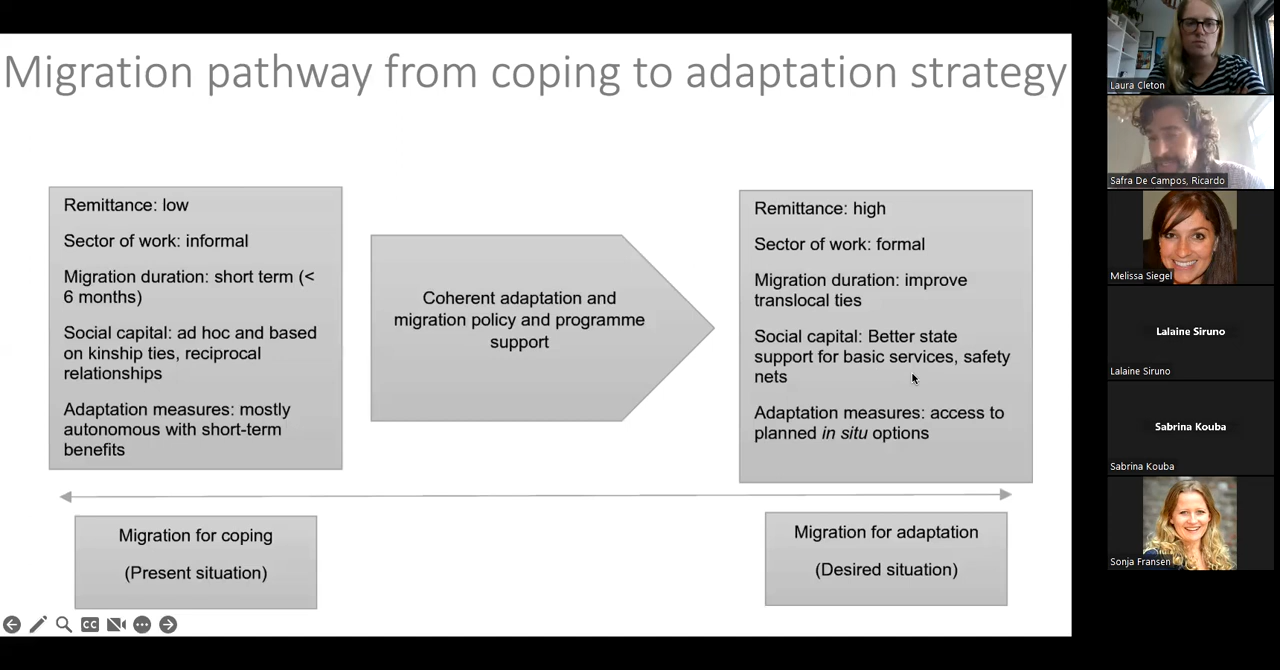 Migration pathway from coping to adaptation strategy
Remittance: low
Sector of work: informal
Migration duration: short term (<
6 months)
Social capital: ad hoc and based
on kinship ties, reciprocal
relationships
Adaptation measures: mostly
autonomous with short-term
benefits
Coherent adaptation and
migration policy and programme
support
Remittance: high
Sector of work: formal
Migration duration: improve
translocal ties
Social capital: Better state
support for basic services, safety
nets
Adaptation measures: access to
planned in situ options
Migration for coping
(Present situation)
Migration for adaptation
(Desired situation)
CC
Laura Cleton
Safra De Campos, Ricardo
Melissa Siegel
Lalaine Siruno
Lalaine Siruno
Sabrina Kouba
Sabrina Kouba
Sonja Fransen